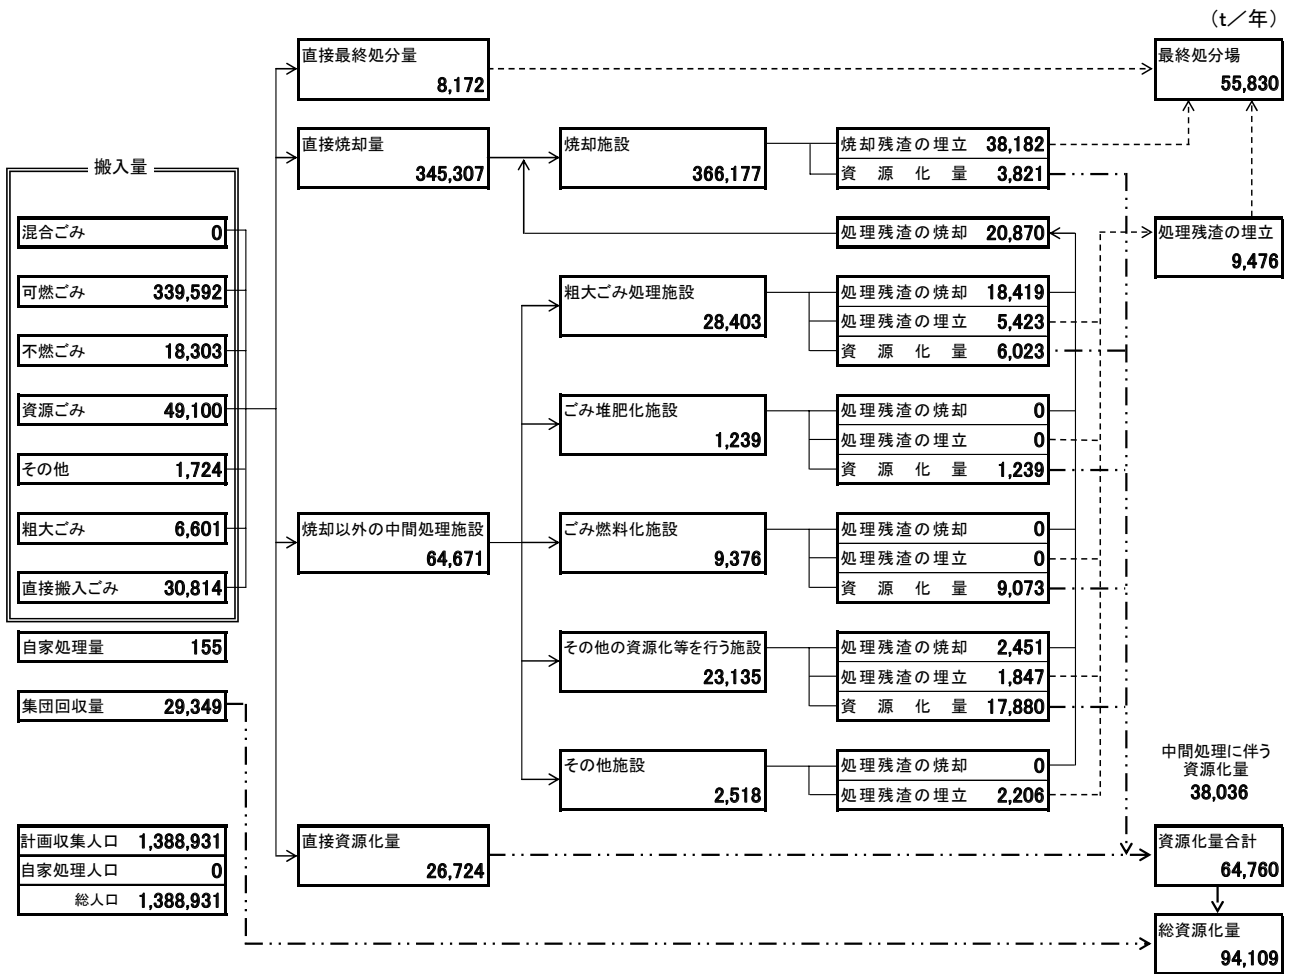 （t／年）
直接最終処分量
8,172
最終処分場
55,830
直接焼却量
345,307
焼却施設
366,177
焼却残渣の埋立 38,182
資源化量 3,821
搬入量
混合ごみ 0
可燃ごみ 339,592
不燃ごみ 18,303
資源ごみ 49,100
その他 1,724
粗大ごみ 6,601
直接搬入ごみ 30,814
自家処理量 155
集団回収量 29,349
計画収集人口 1,388,931
自家処理人口 0
総人口 1,388,931
処理残渣の焼却 20,870
処理残渣の埋立
9,476
粗大ごみ処理施設
28,403
処理残渣の焼却 18,419
処理残渣の埋立 5,423
資源化量 6,023
ごみ堆肥化施設
1,239
処理残渣の焼却 0
処理残渣の埋立 0
資源化量 1,239
焼却以外の中間処理施設
64,671
ごみ燃料化施設
9,376
処理残渣の焼却 0
処理残渣の埋立 0
資源化量 9,073
その他の資源化等を行う施設
23,135
処理残渣の焼却 2,451
処理残渣の埋立 1,847
資源化量 17,880
その他施設
2,518
処理残渣の焼却 0
処理残渣の埋立 2,206
中間処理に伴う
資源化量
38,036
直接資源化量
26,724
資源化量合計
64,760
総資源化量
94,109